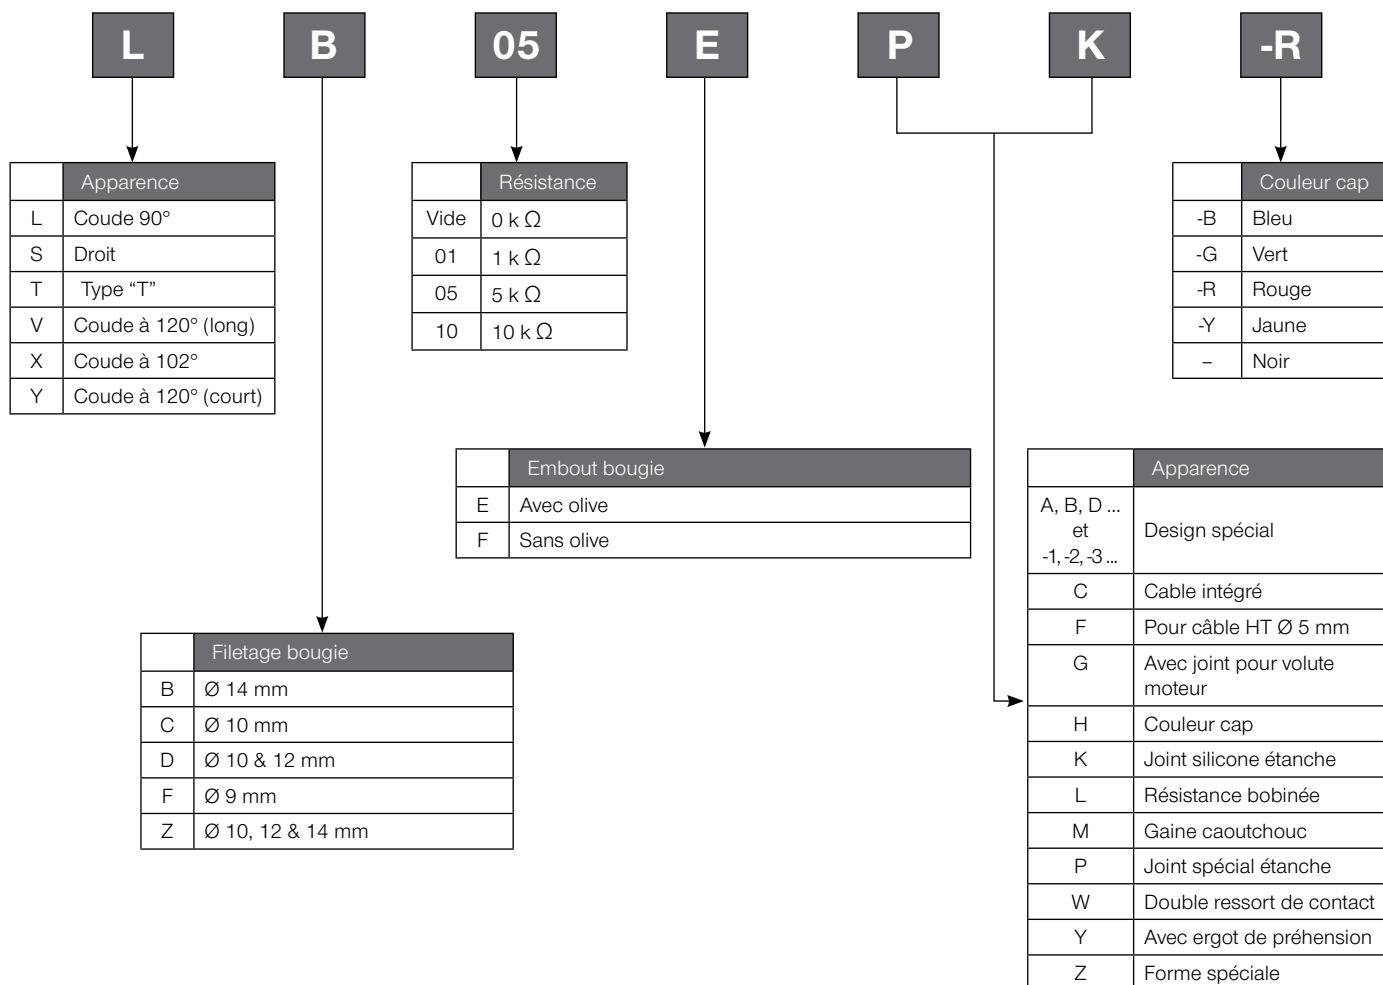 L B 05 E P K -R
Apparence
L Coude 90°
S Droit
T Type “T”
V Coude à 120° (long)
X Coude à 102°
Y Coude à 120° (court)
Résistance
Vide 0 k Ω
01 1 k Ω
05 5 k Ω
10 10 k Ω
Couleur cap
-B Bleu
-G Vert
-R Rouge
-Y Jaune
– Noir
Embout bougie
E Avec olive
F Sans olive
Filetage bougie
B Ø 14 mm
C Ø 10 mm
D Ø 10 & 12 mm
F Ø 9 mm
Z Ø 10, 12 & 14 mm
Apparence
A, B, D ...
et
-1, -2, -3 ...
Design spécial
C Cable intégré
F Pour câble HT Ø 5 mm
G Avec joint pour volute
moteur
H Couleur cap
K Joint silicone étanche
L Résistance bobinée
M Gaine caoutchouc
P Joint spécial étanche
W Double ressort de contact
Y Avec ergot de préhension
Z Forme spéciale